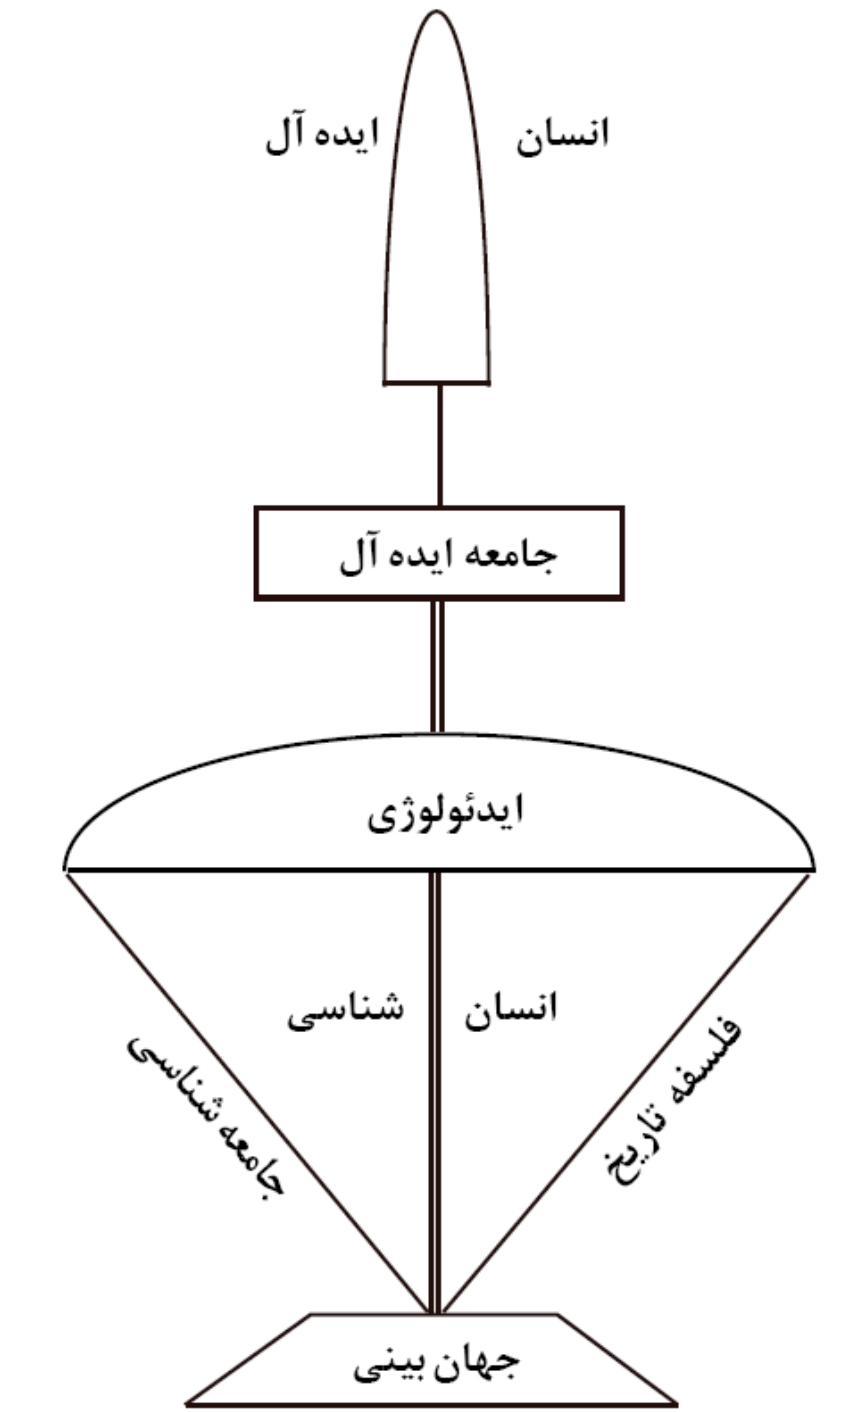 انسان ایده آل
جامعه ایده آل
ایدئولوژی
انسان شناسی
فلسفه تاریخ
جامعه شناسی
جهان بینی